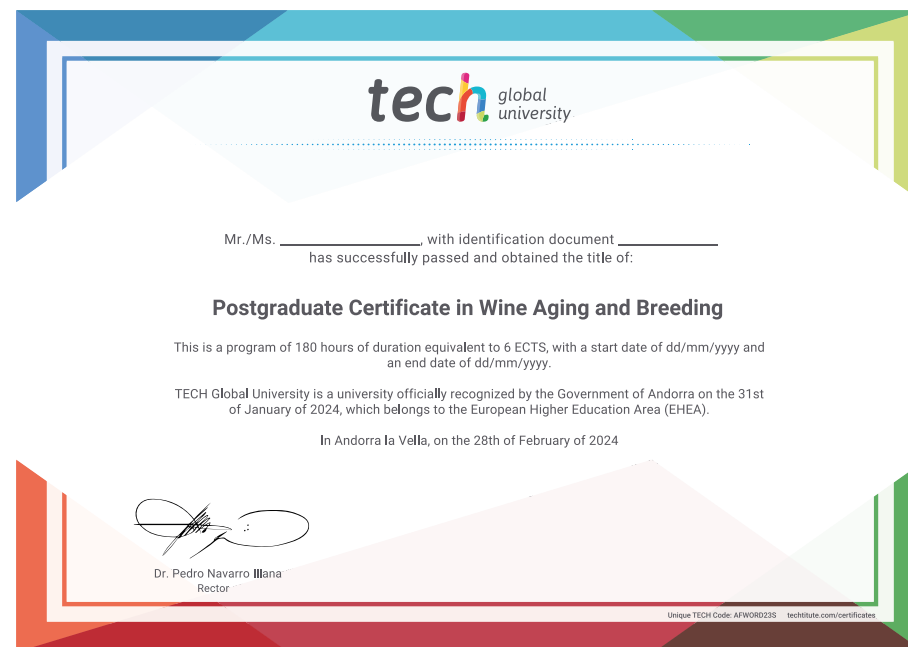 tech global university
Mr./Ms. ____________, with identification document ____________
has successfully passed and obtained the title of:
Postgraduate Certificate in Wine Aging and Breeding
This is a program of 180 hours of duration equivalent to 6 ECTS, with a start date of dd/mm/yyyy and
an end date of dd/mm/yyyy.
TECH Global University is a university officially recognized by the Government of Andorra on the 31st
of January of 2024, which belongs to the European Higher Education Area (EHEA).
In Andorra la Vella, on the 28th of February of 2024
Dr. Pedro Navarro Illana
Rector
Unique TECH Code: AFWORD23S techtitute.com/certificates